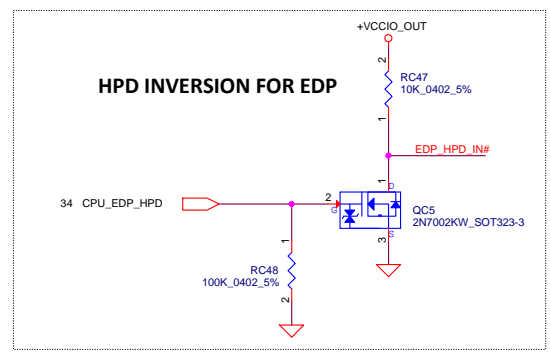 +VCCIO_OUT
HPD INVERSION FOR EDP
2
RC47
10K_0402_5%
1
EDP_HPD_IN#
34 CPU_EDP_HPD
2
1
D
G
S
QC5
2N7002KW_SOT323-3
3
1
RC48
100K_0402_5%
2